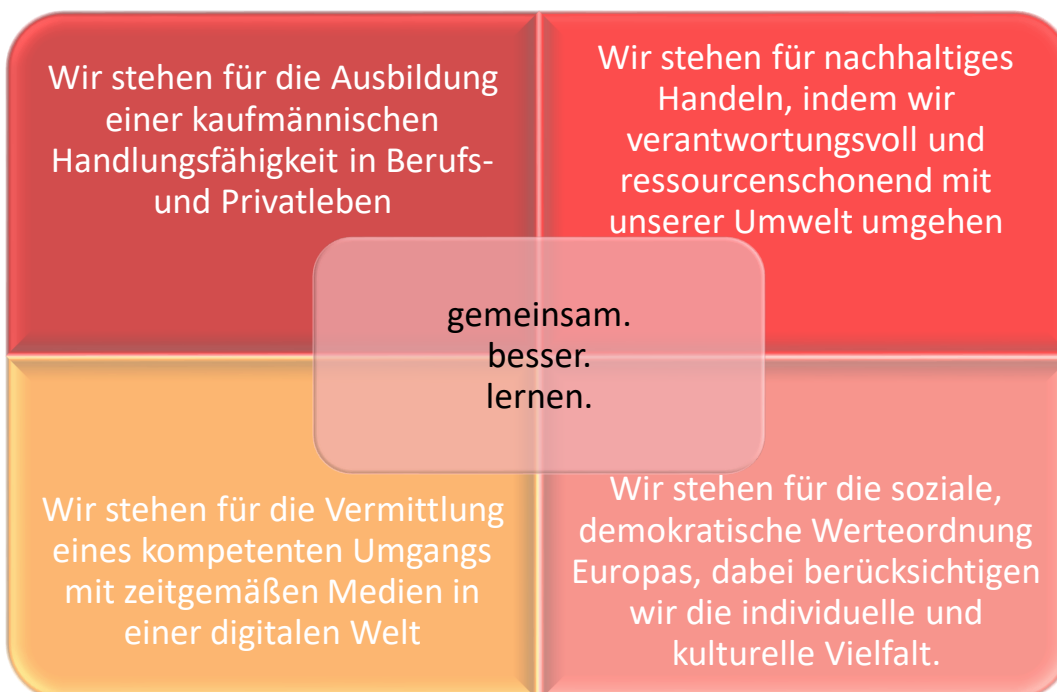 Wir stehen für die Ausbildung
einer kaufmännischen
Handlungsfähigkeit in Berufs-
und Privatleben
Wir stehen für nachhaltiges
Handeln, indem wir
verantwortungsvoll und
ressourcenschonend mit
unserer Umwelt umgehen
gemeinsam.
besser.
lernen.
Wir stehen für die Vermittlung
eines kompetenten Umgangs
mit zeitgemäßen Medien in
einer digitalen Welt
Wir stehen für die soziale,
demokratische Werteordnung
Europas, dabei berücksichtigen
wir die individuelle und
kulturelle Vielfalt.